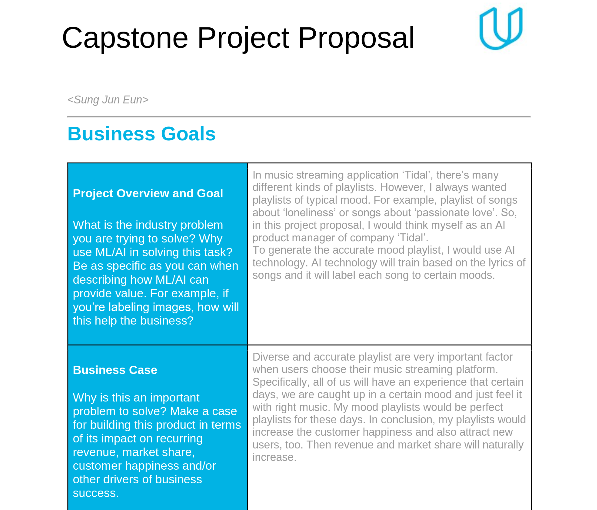 Capstone Project Proposal
<Sung Jun Eun>
Business Goals
Project Overview and Goal
What is the industry problem
you are trying to solve? Why
use ML/AI in solving this task?
Be as specific as you can when
describing how ML/AI can
provide value. For example, if
you're labeling images, how will
this help the business?
In music streaming application ‘Tidal’, there's many
different kinds of playlists. However, I always wanted
playlists of typical mood. For example, playlist of songs
about ‘loneliness’ or songs about ‘passionate love’. So,
in this project proposal, I would think myself as an AI
product manager of company ‘Tidal’.
To generate the accurate mood playlist, I would use AI
technology. AI technology will train based on the lyrics of
songs and it will label each song to certain moods.
Business Case
Why is this an important
problem to solve? Make a case
for building this product in terms
of its impact on recurring
revenue, market share,
customer happiness and/or
other drivers of business
success.
Diverse and accurate playlist are very important factor
when users choose their music streaming platform.
Specifically, all of us will have an experience that certain
days, we are caught up in a certain mood and just feel it
with right music. My mood playlists would be perfect
playlists for these days. In conclusion, my playlists would
increase the customer happiness and also attract new
users, too. Then revenue and market share will naturally
increase.